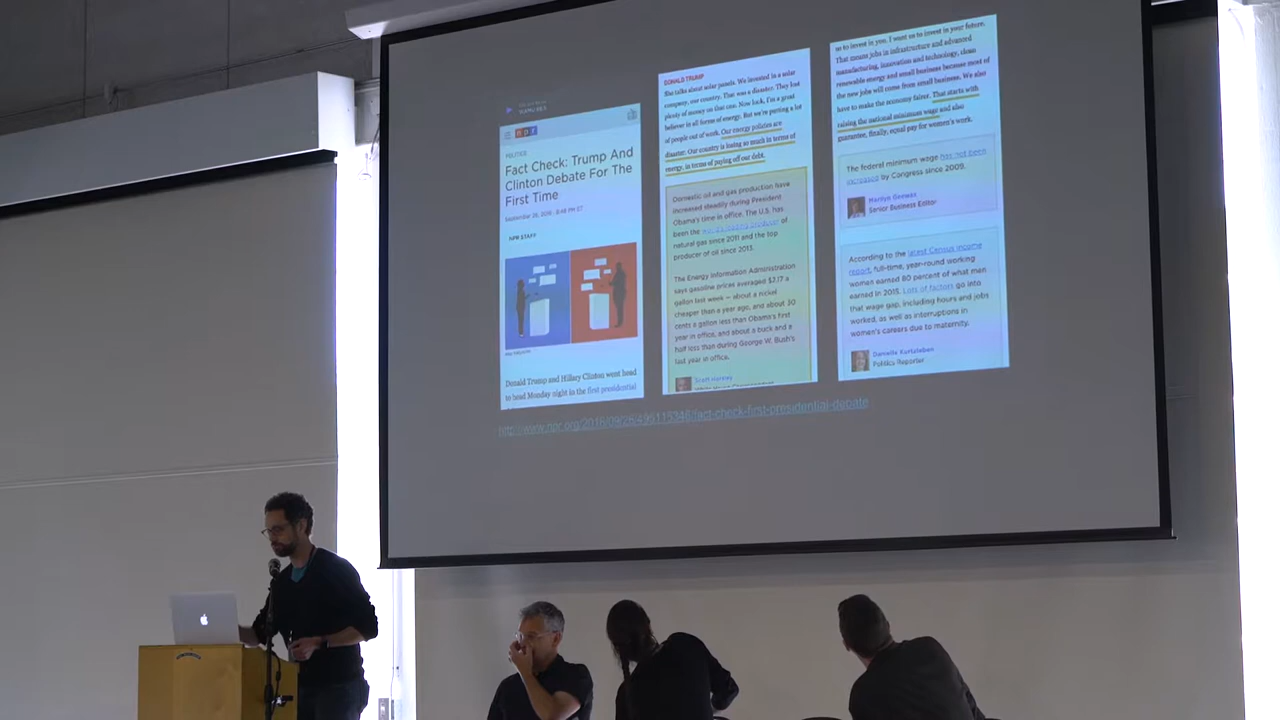 npr
POLITICS
Fact Check: Trump And
Clinton Debate For The
First Time
September 26, 2016 · 8:48 PM ET
NPR STAFF
Donald Trump and Hillary Clinton went head
to head Monday night in the first presidential
DONALD TRUMP
She talks about solar panels. We invested in a solar
company, our country. That was a disaster. They lost
plenty of money on that one. Now look, I'm a great
believer in all forms of energy. But we're putting a lot
of people out of work. Our energy policies are
disaster. Our country is losing so much in terms of
energy, in terms of paying off our debt.
Domestic oil and gas production have
increased steadily during President
Obama's time in office. The U.S. has
been the world's leading producer of
natural gas since 2011 and the top
producer of oil since 2013.
The Energy Information Administration
says gasoline prices averaged $2.17 a
gallon last week — about a nickel
cheaper than a year ago, and about 30
cents a gallon less than Obama's first
year in office, and about a buck and a
half less than during George W. Bush's
last year in office.
Scott Horsley
us to invest in you. I want us to invest in your future.
That means jobs in infrastructure and advanced
manufacturing, innovation and technology, clean
renewable energy and small business because most of
the new jobs will come from small business. We also
have to make the economy fairer. That starts with
raising the national minimum wage and also
guarantee, finally, equal pay for women's work.
The federal minimum wage has not been
increased by Congress since 2009.
Marilyn Geewax
Senior Business Editor
According to the latest Census income
report, full-time, year-round working
women earned 80 percent of what men
earned in 2015. Lots of factors go into
that wage gap, including hours and jobs
worked, as well as interruptions in
women's careers due to maternity.
Danielle Kurtzleben
Politics Reporter
http://www.npr.org/2016/09/26/495115346/fact-check-first-presidential-debate